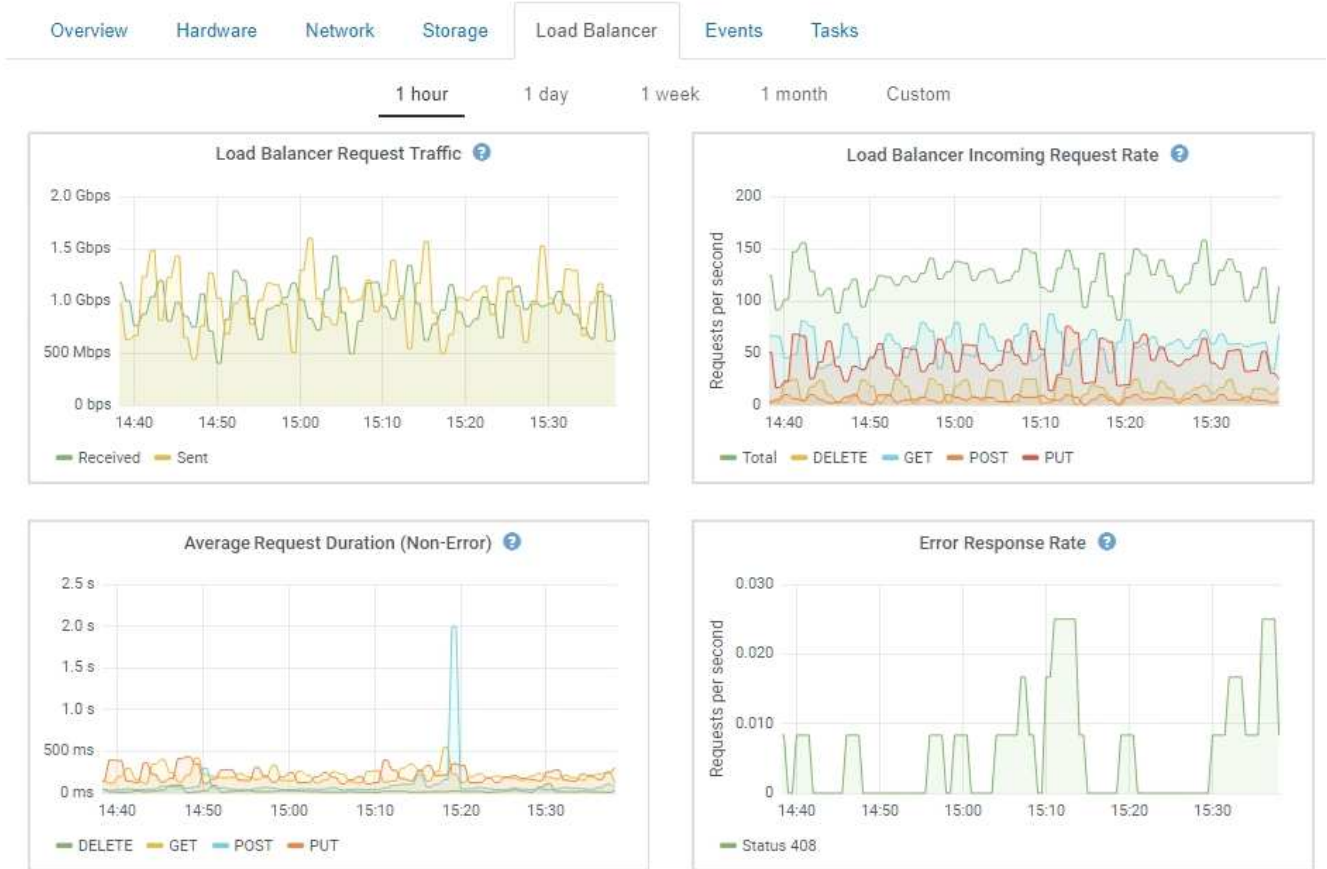 Overview Hardware Network Storage Load Balancer Events Tasks
1 hour 1 day 1 week 1 month Custom
Load Balancer Request Traffic ?
2.0 Gbps
1.5 Gbps
1.0 Gbps
500 Mbps
0 bps
14:40 14:50 15:00 15:10 15:20 15:30
Received Sent
Load Balancer Incoming Request Rate ?
Requests per second
200
150
100
50
0
14:40 14:50 15:00 15:10 15:20 15:30
Total DELETE GET POST PUT
Average Request Duration (Non-Error) ?
2.5 s
2.0 s
1.5 s
1.0 s
500 ms
0 ms
14:40 14:50 15:00 15:10 15:20 15:30
DELETE GET POST PUT
Error Response Rate ?
Requests per second
0.030
0.020
0.010
0
14:40 14:50 15:00 15:10 15:20 15:30
Status 408